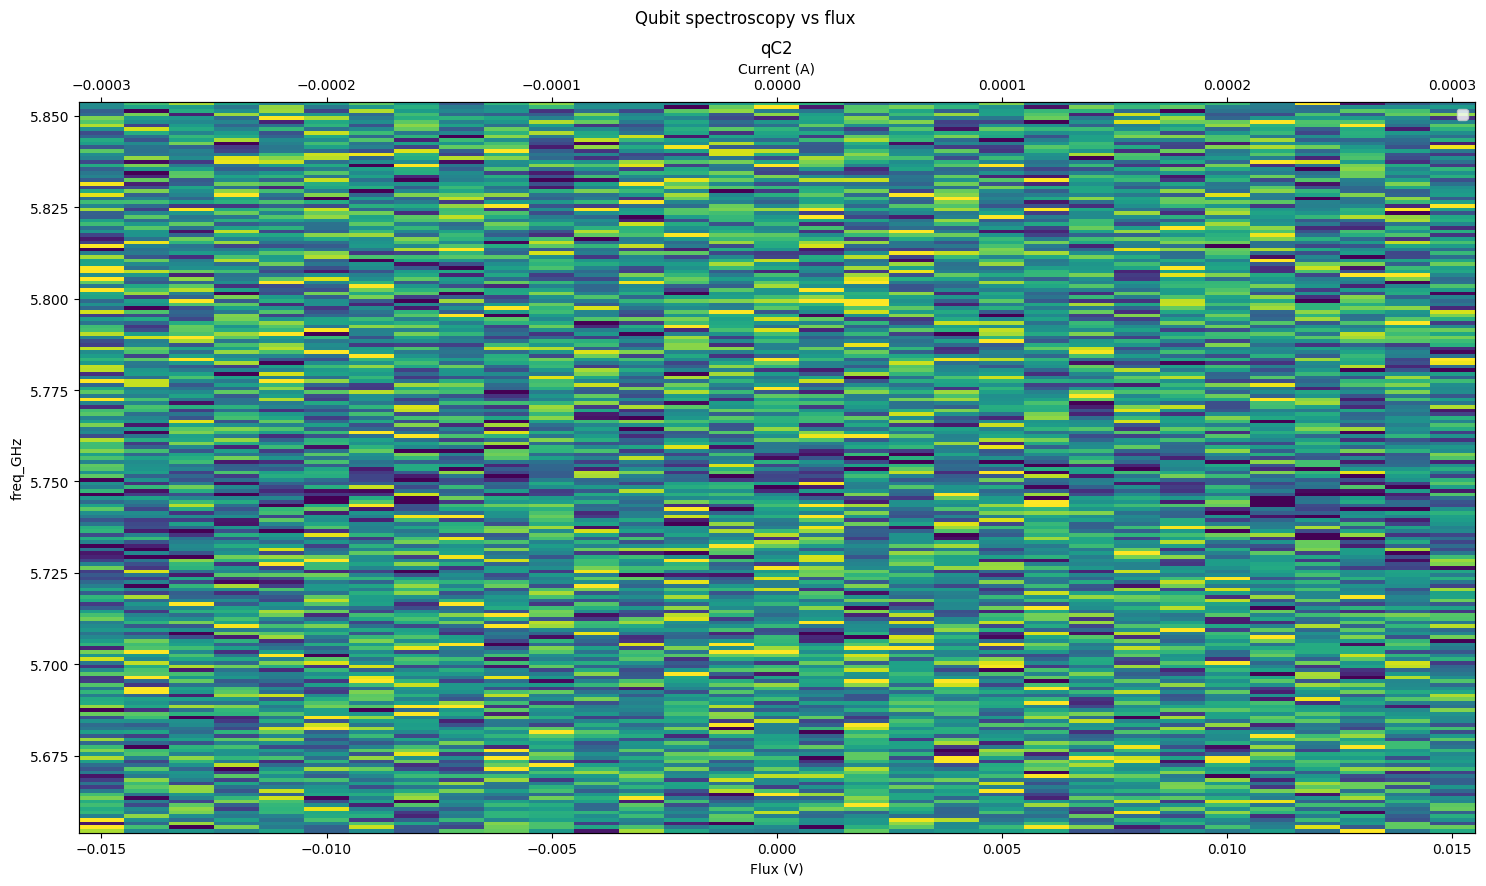 Qubit spectroscopy vs flux
qC2
Current (A)
−0.0003 −0.0002 −0.0001 0.0000 0.0001 0.0002 0.0003
5.850
5.825
5.800
5.775
5.750
5.725
5.700
5.675
freq_GHz
−0.015 −0.010 −0.005 0.000 0.005 0.010 0.015
Flux (V)